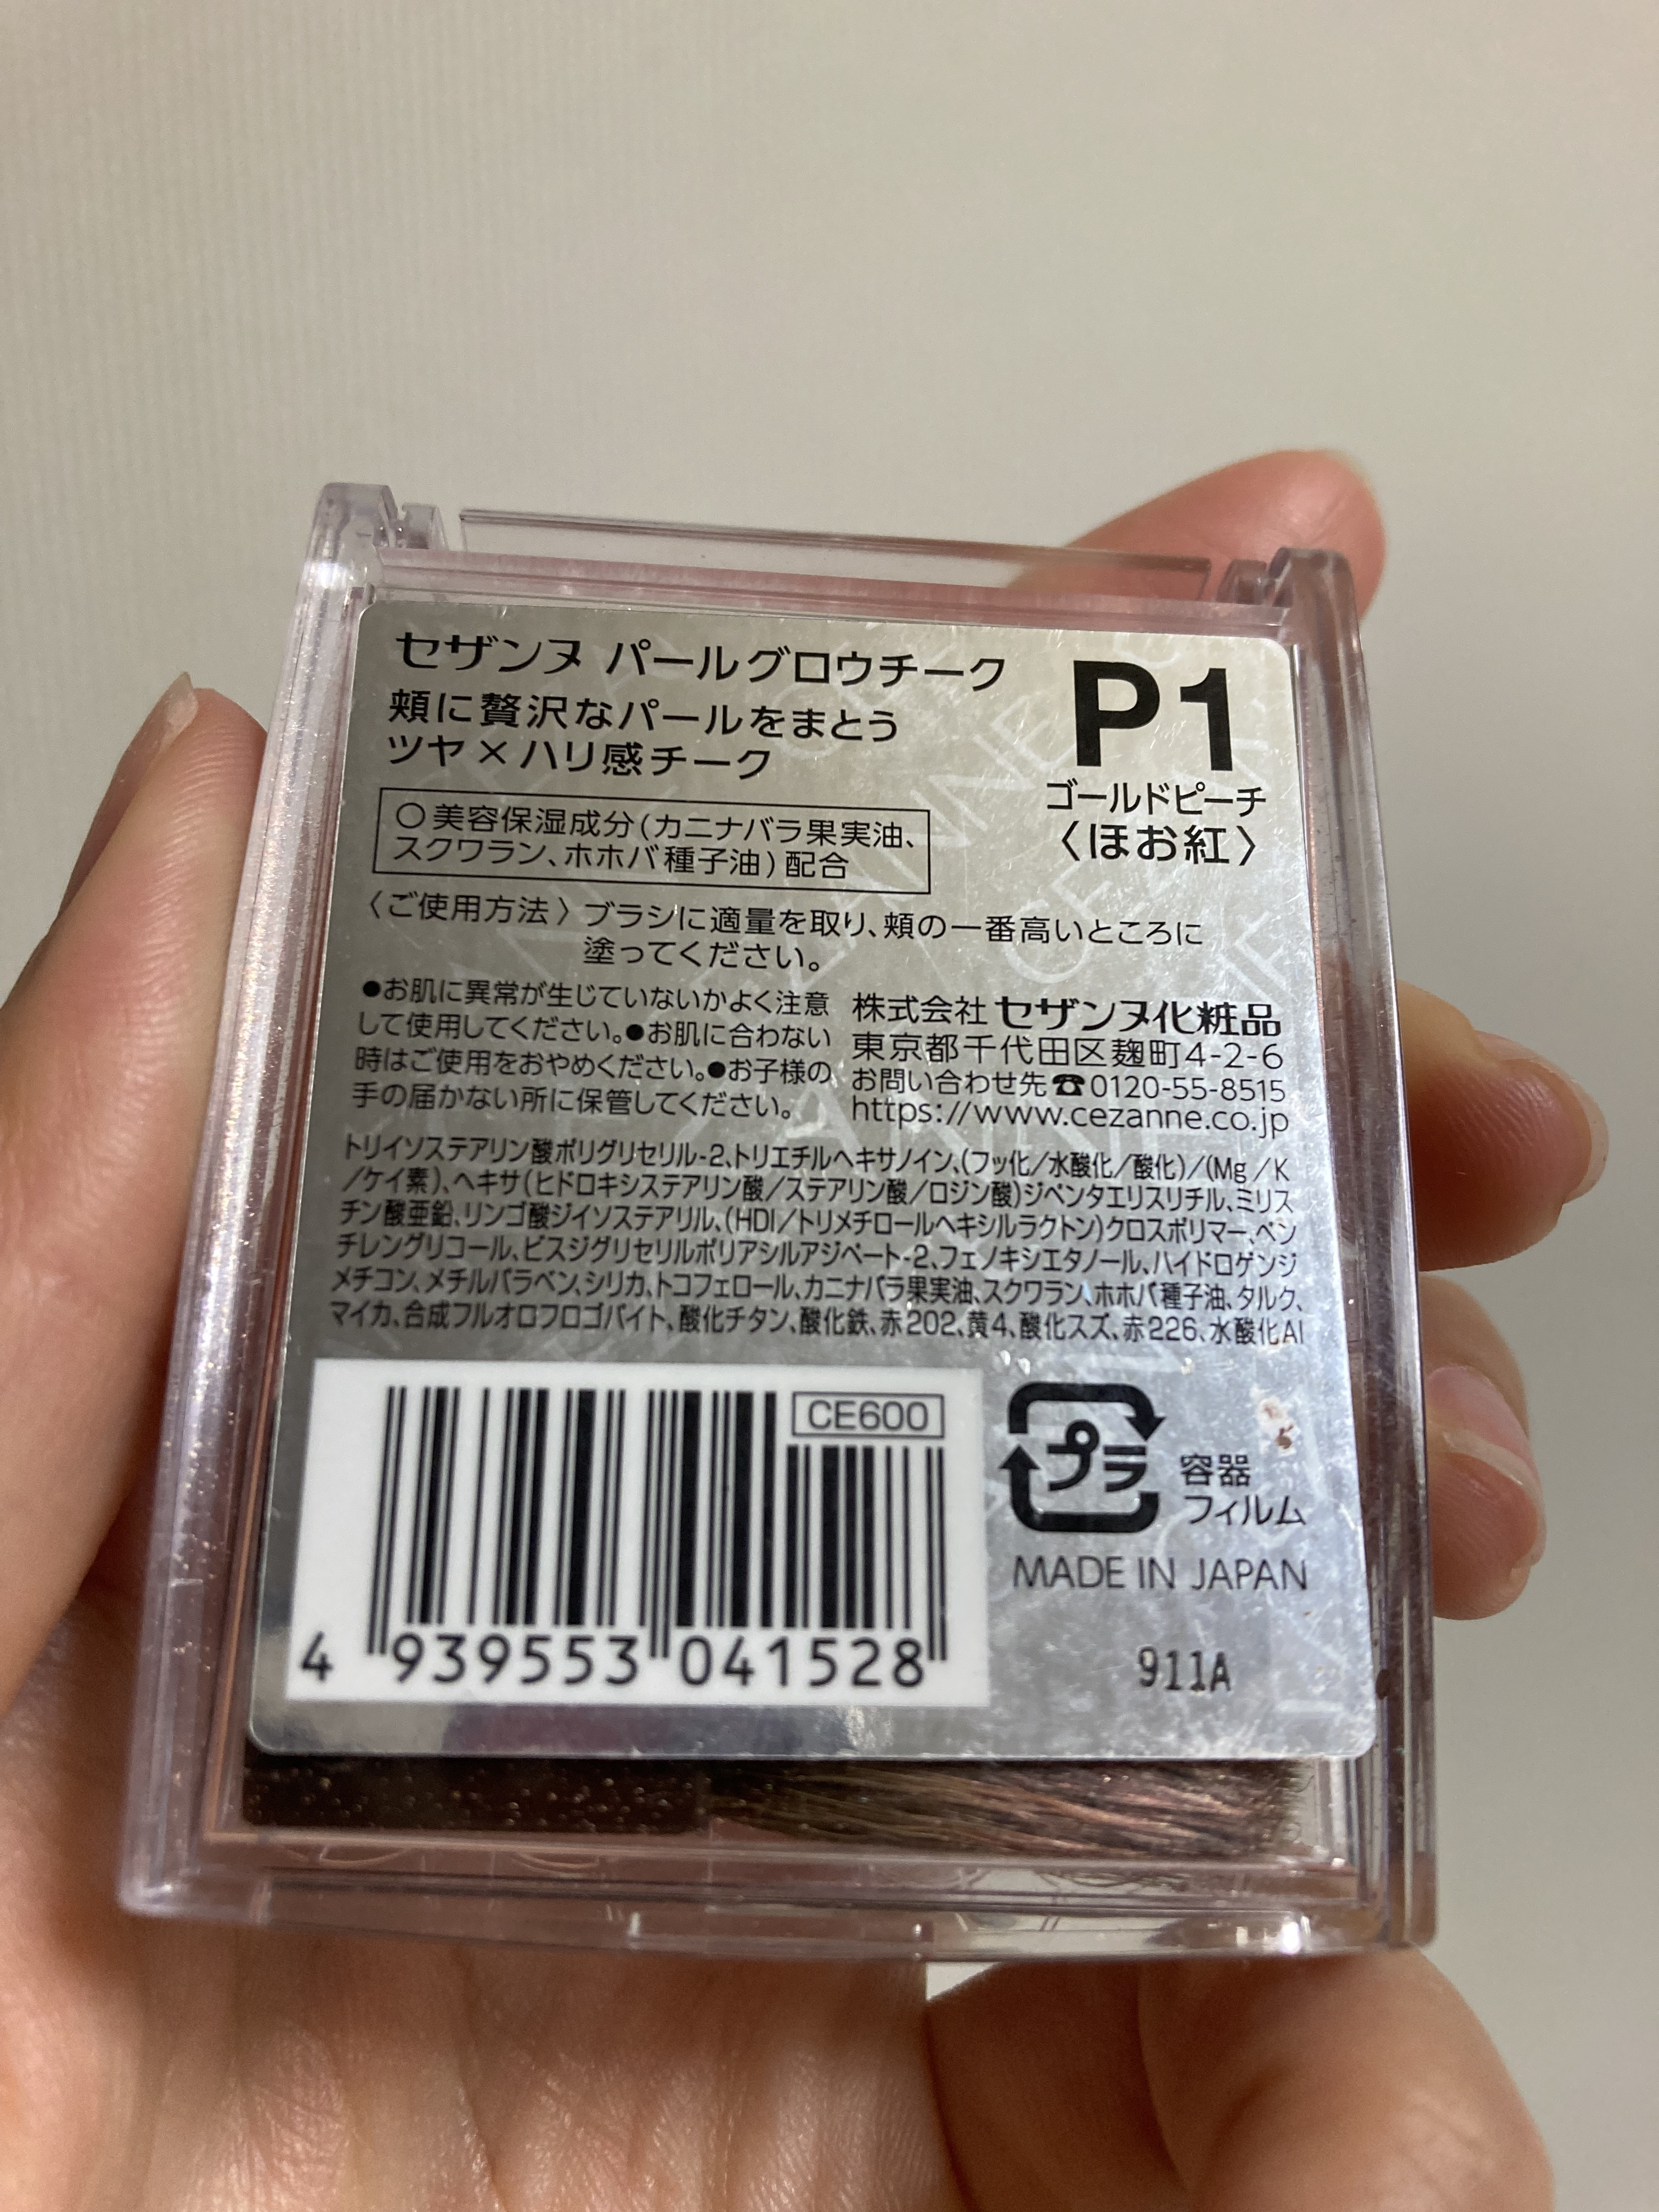 セザンヌ パールグロウチーク
頬に贅沢なパールをまとう
ツヤ×ハリ感チーク
P1
ゴールドピーチ
〈ほお紅〉
○美容保湿成分(カニナバラ果実油、
スクワラン、ホホバ種子油)配合
〈ご使用方法〉ブラシに適量を取り、頬の一番高いところに
塗ってください。
●お肌に異常が生じていないかよく注意
して使用してください。●お肌に合わない
時はご使用をおやめください。●お子様の
手の届かない所に保管してください。
株式会社 セザンヌ化粧品
東京都千代田区麹町4-2-6
お問い合わせ先☎0120-55-8515
https://www.cezanne.co.jp
トリイソステアリン酸ポリグリセリル-2、トリエチルヘキサノイン、(フッ化/水酸化/酸化)/(Mg/K
/ケイ素)、ヘキサ(ヒドロキシステアリン酸/ステアリン酸/ロジン酸)ジペンタエリスリチル、ミリス
チン酸亜鉛、リンゴ酸ジイソステアリル、(HDI/トリメチロールヘキシルラクトン)クロスポリマー、ペン
チレングリコール、ビスジグリセリルポリアシルアジペート-2、フェノキシエタノール、ハイドロゲンジ
メチコン、メチルパラベン、シリカ、トコフェロール、カニナバラ果実油、スクワラン、ホホバ種子油、タルク、
マイカ、合成フルオロフロゴパイト、酸化チタン、酸化鉄、赤202、黄4、酸化スズ、赤226、水酸化Al
CE600
4 939553 041528
プラ
容器
フィルム
MADE IN JAPAN
911A